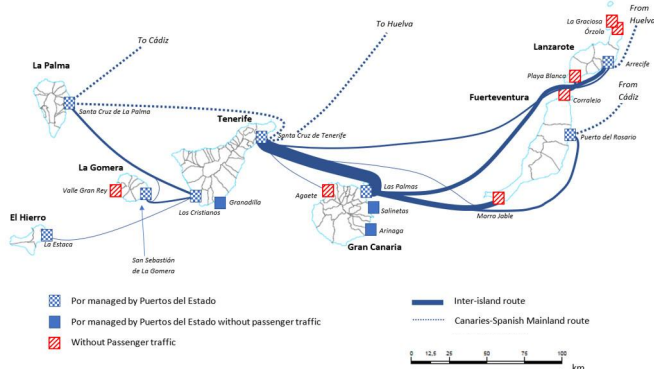 From
Huelva
La Graciosa
Órzola
To Huelva
To Cádiz
Lanzarote
Arrecife
La Palma
Playa Blanca
From
Cádiz
Fuerteventura
Corralejo
Santa Cruz de La Palma
Tenerife
Santa Cruz de Tenerife
Puerto del Rosario
La Gomera
Valle Gran Rey
Los Cristianos
Granadilla
Agaete
Las Palmas
Salinetas
Morro Jable
El Hierro
La Estaca
Arinaga
Gran Canaria
San Sebastián
de La Gomera
Por managed by Puertos del Estado
Inter-island route
Por managed by Puertos del Estado without passenger traffic
Canaries-Spanish Mainland route
Without Passenger traffic
0 12,5 25 50 75 100
km